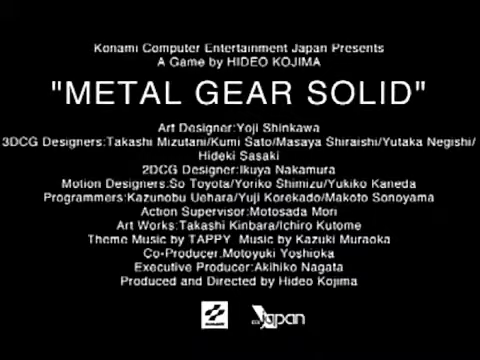 Konami Computer Entertainment Japan Presents
A Game by HIDEO KOJIMA
"METAL GEAR SOLID"
Art Designer:Yoji Shinkawa
3DCG Designers:Takashi Mizutani/Kumi Sato/Masaya Shiraishi/Yutaka Negishi/
Hideki Sasaki
2DCG Designer:Ikuya Nakamura
Motion Designers:So Toyota/Yoriko Shimizu/Yukiko Kaneda
Programmers:Kazunobu Uehara/Yuji Korekado/Makoto Sonoyama
Action Supervisor:Motosada Mori
Art Works:Takashi Kinbara/Ichiro Kutome
Theme Music by TAPPY Music by Kazuki Muraoka
Co-Producer:Motoyuki Yoshioka
Executive Producer:Akihiko Nagata
Produced and Directed by Hideo Kojima
KONAMI
Japan